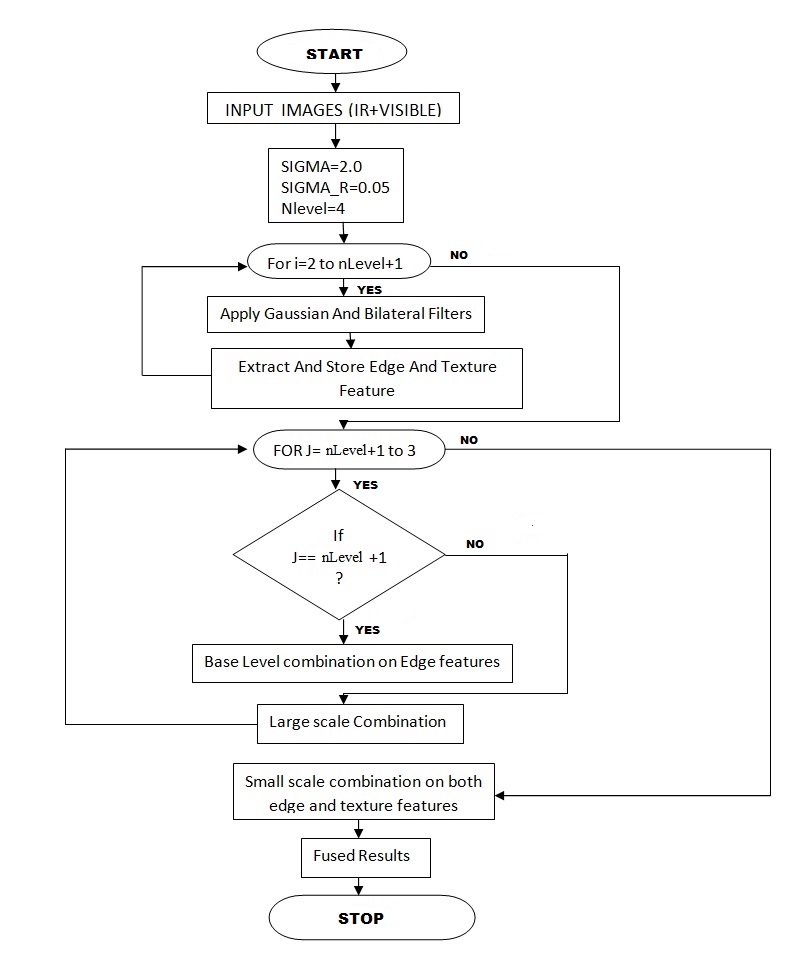 START
INPUT IMAGES (IR+VISIBLE)
SIGMA=2.0
SIGMA_R=0.05
Nlevel=4
For i=2 to nLevel+1
NO
YES
Apply Gaussian And Bilateral Filters
Extract And Store Edge And Texture
Feature
FOR J= nLevel+1 to 3
NO
YES
If
J== nLevel +1
?
NO
YES
Base Level combination on Edge features
Large scale Combination
Small scale combination on both
edge and texture features
Fused Results
STOP